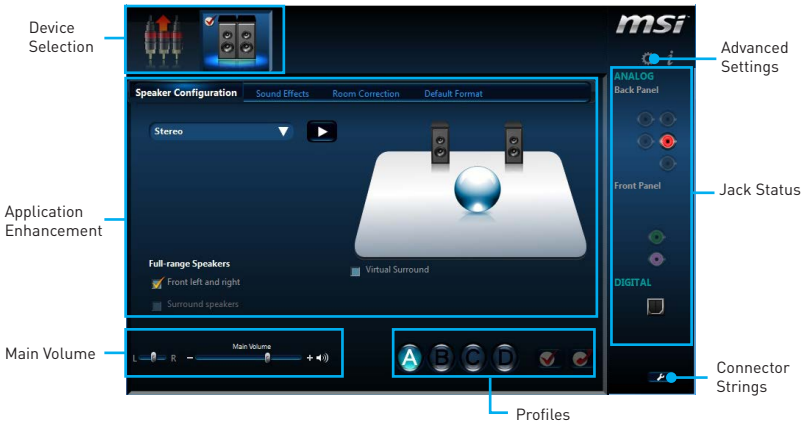 Device
Selection
msi
Advanced
Settings
ANALOG
Back Panel
Speaker Configuration
Sound Effects
Room Correction
Default Format
Stereo
Jack Status
Front Panel
Application
Enhancement
Full-range Speakers
Front left and right
Virtual Surround
Surround speakers
DIGITAL
Main Volume
Main Volume
L
R
-
+
A
B
C
D
Connector
Strings
Profiles